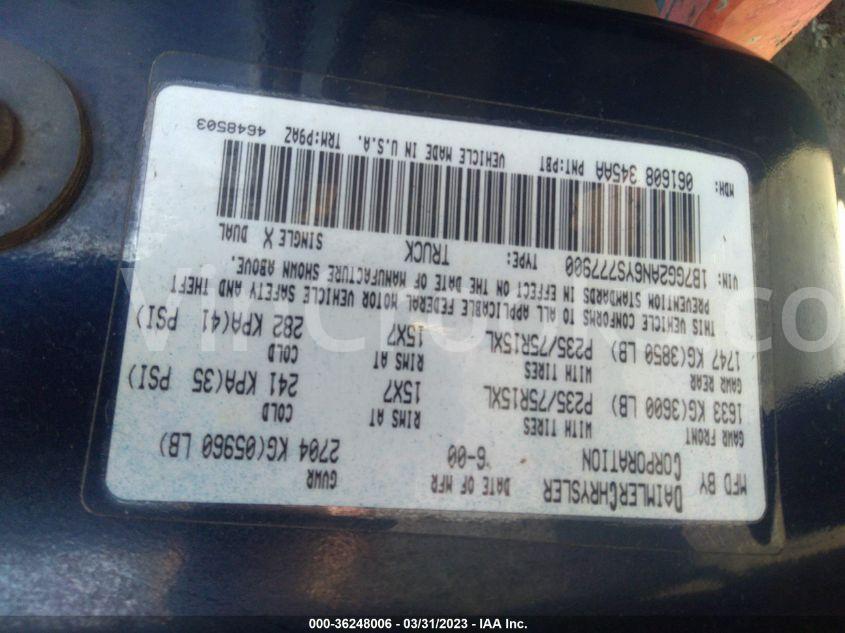 MFD BY DAIMLERCHRYSLER CORPORATION
DATE OF MFR 6-00
GVWR 2704 KG(05960 LB)
GAWR FRONT 1633 KG(3600 LB)
WITH TIRES P235/75R15XL
RIMS AT 15X7
COLD 241 KPA(35 PSI)
GAWR REAR 1747 KG(3850 LB)
WITH TIRES P235/75R15XL
RIMS AT 15X7
COLD 282 KPA(41 PSI)
THIS VEHICLE CONFORMS TO ALL APPLICABLE FEDERAL MOTOR VEHICLE SAFETY AND THEFT
PREVENTION STANDARDS IN EFFECT ON THE DATE OF MANUFACTURE SHOWN ABOVE.
VIN: 1B7GG2AN6YS777900 TYPE: TRUCK SINGLE X DUAL
MDH: 061608 345AA PNT:PBT VEHICLE MADE IN U.S.A. TRM:P9AZ 4648503
000-36248006 - 03/31/2023 - IAA Inc.